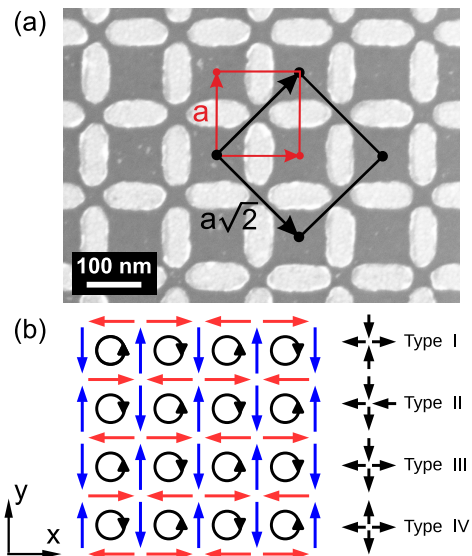 (a)
a
a√2
100 nm
(b)
Type I
Type II
Type III
Type IV
y
x